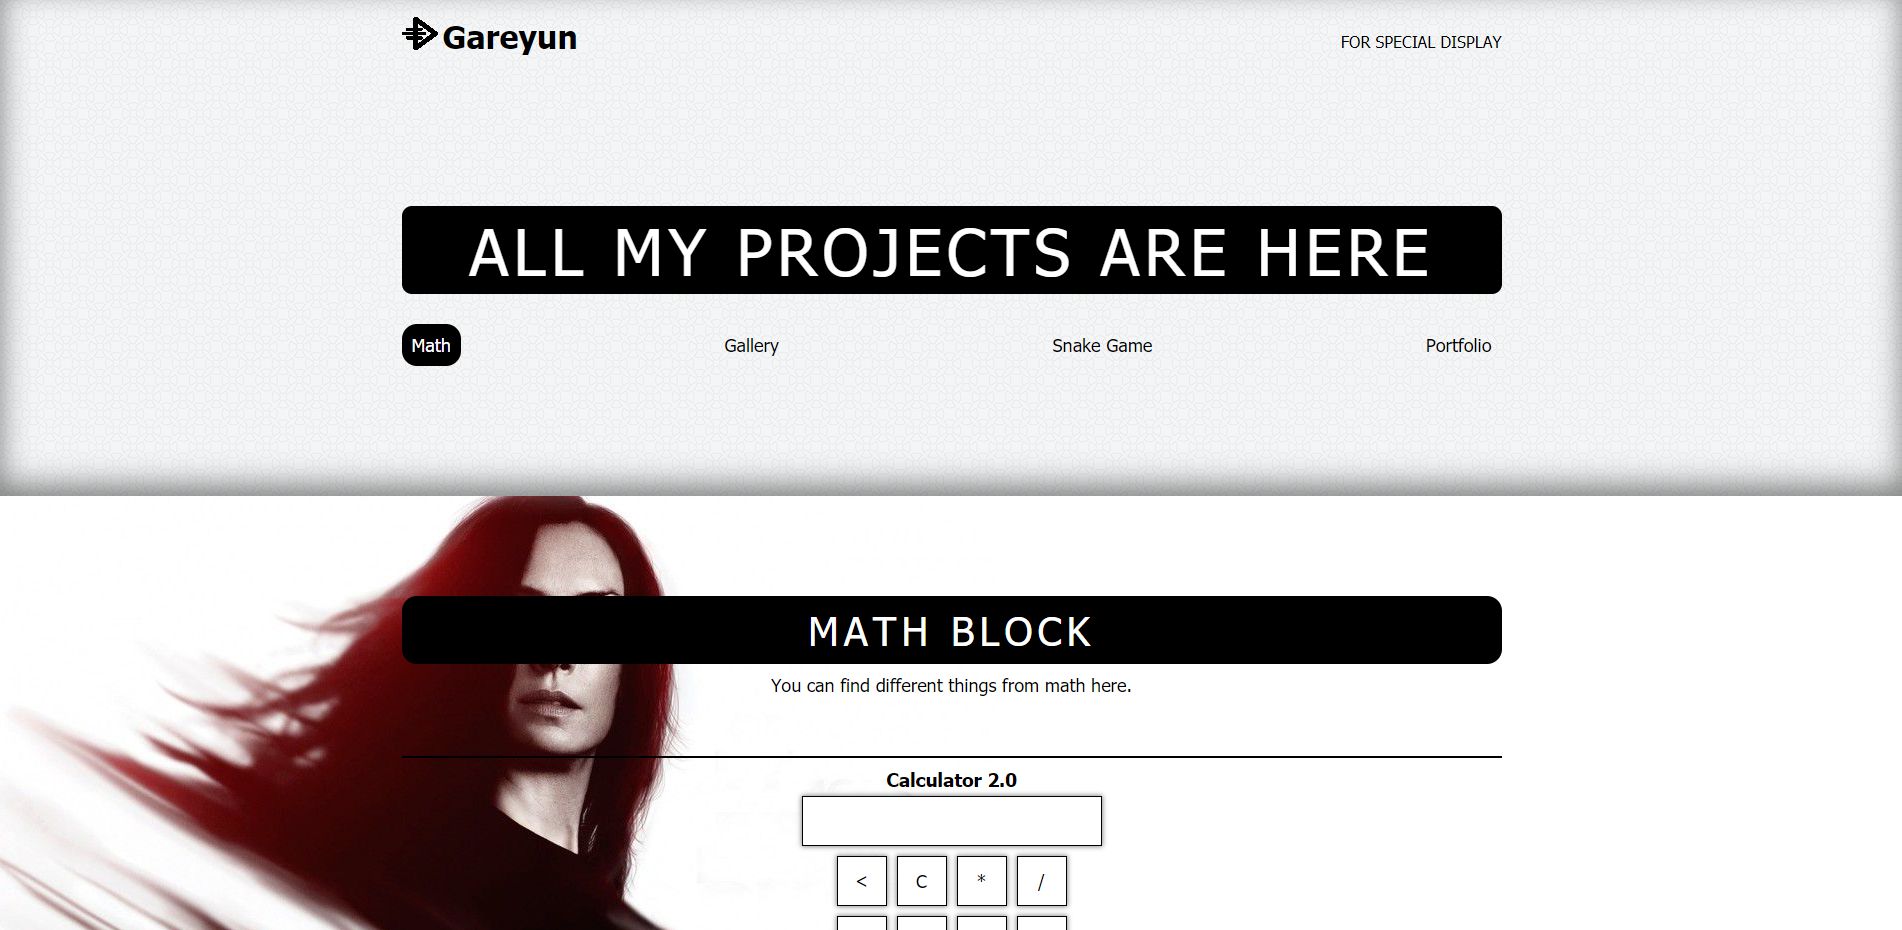 Gareyun
FOR SPECIAL DISPLAY
ALL MY PROJECTS ARE HERE
Math Gallery Snake Game Portfolio
MATH BLOCK
You can find different things from math here.
Calculator 2.0
< C * /